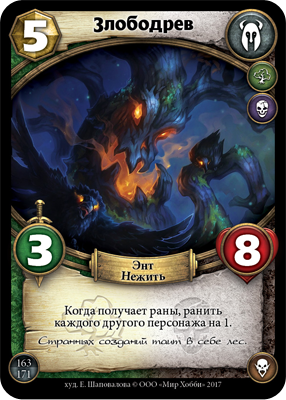 5
Злободрев
Энт
Нежить
3
8
Когда получает раны, ранить
каждого другого персонажа на 1.
Странных созданий таит в себе лес.
163
171
худ. Е. Шаповалова © ООО «Мир Хобби» 2017